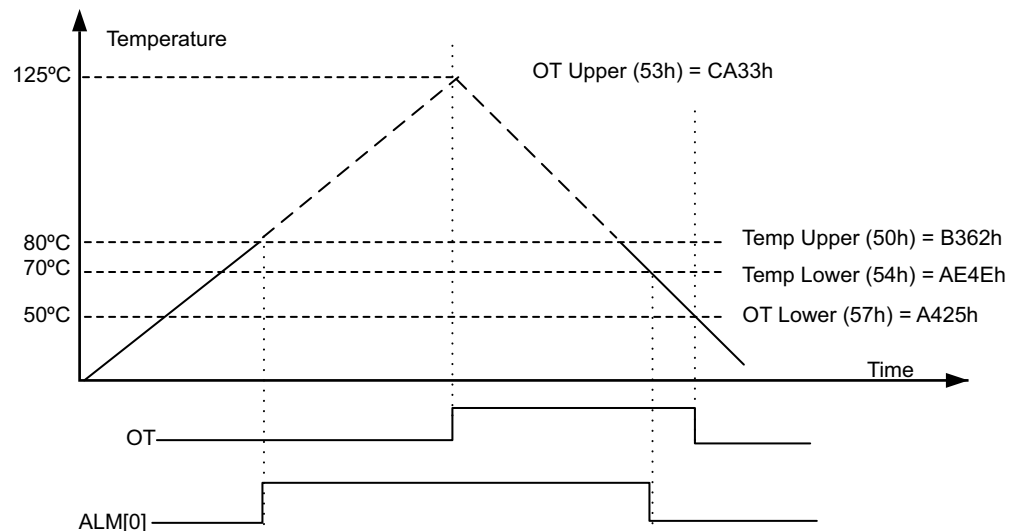 Temperature
125ºC
OT Upper (53h) = CA33h
80ºC
Temp Upper (50h) = B362h
70ºC
Temp Lower (54h) = AE4Eh
50ºC
OT Lower (57h) = A425h
Time
OT
ALM[0]